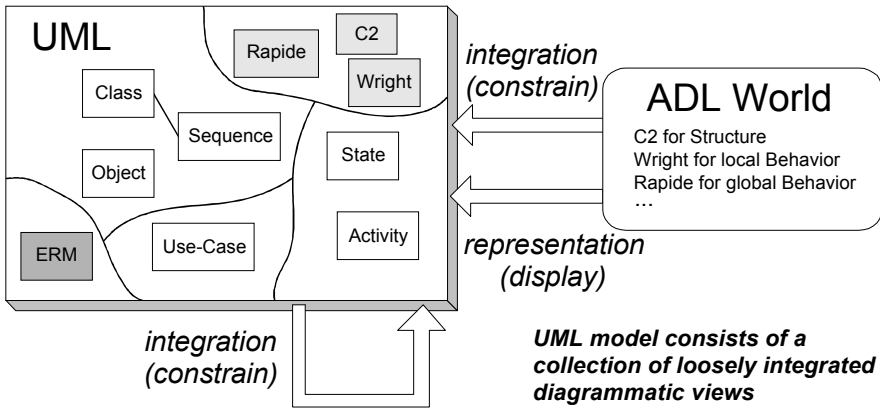 UML
Rapide
C2
Wright
Class
Sequence
Object
State
ERM
Use-Case
Activity
integration
(constrain)
ADL World
C2 for Structure
Wright for local Behavior
Rapide for global Behavior
…
representation
(display)
integration
(constrain)
UML model consists of a
collection of loosely integrated
diagrammatic views